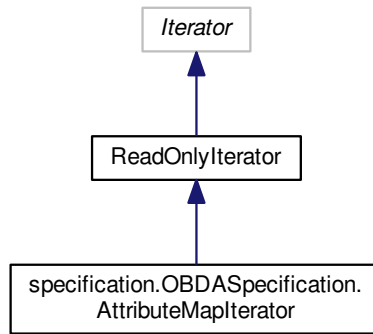 Iterator
ReadOnlyIterator
specification.OBDASpecification.
AttributeMapIterator